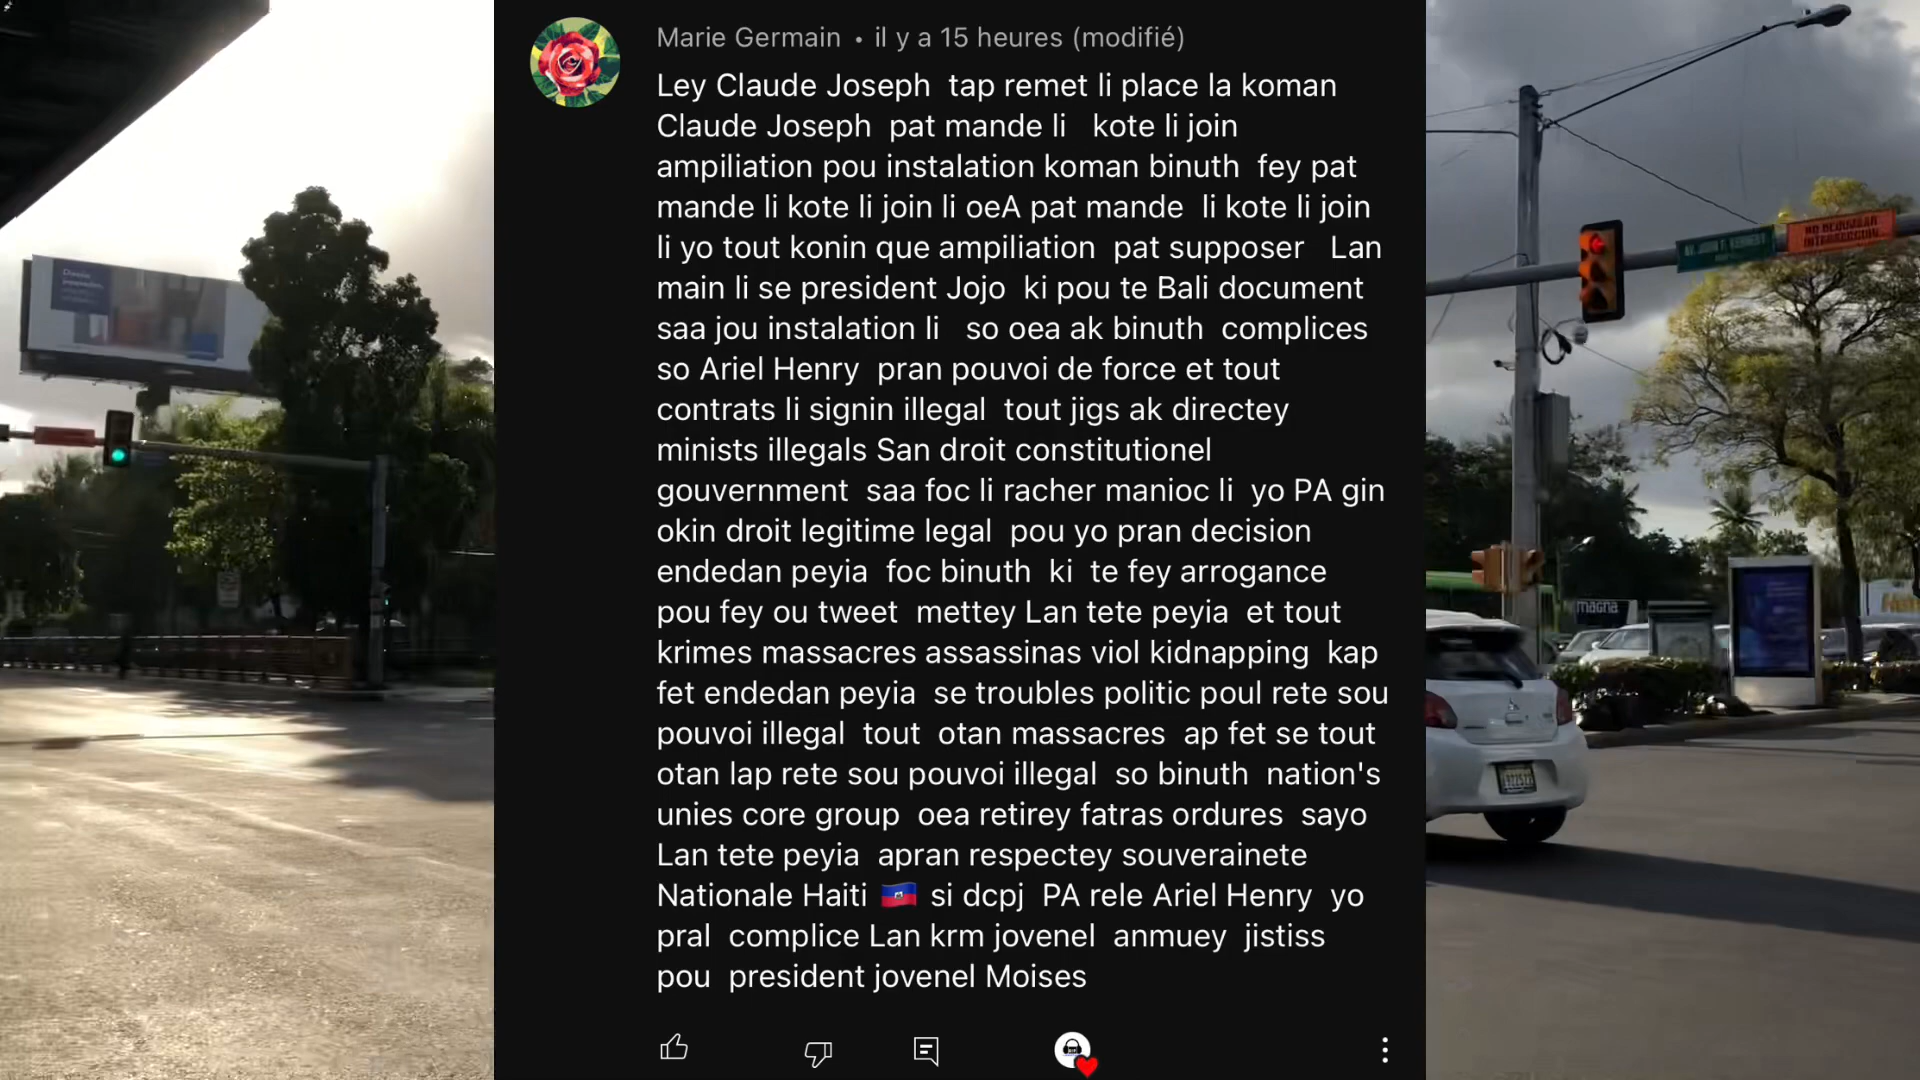 Marie Germain • il y a 15 heures (modifié)
Ley Claude Joseph tap remet li place la koman
Claude Joseph pat mande li kote li join
ampiliation pou instalation koman binuth fey pat
mande li kote li join li oeA pat mande li kote li join
li yo tout konin que ampiliation pat supposer Lan
main li se president Jojo ki pou te Bali document
saa jou instalation li so oea ak binuth complices
so Ariel Henry pran pouvoi de force et tout
contrats li signin illegal tout jigs ak directey
minists illegals San droit constitutionel
gouvernment saa foc li racher manioc li yo PA gin
okin droit legitime legal pou yo pran decision
endedan peyia foc binuth ki te fey arrogance
pou fey ou tweet mettey Lan tete peyia et tout
krimes massacres assassinas viol kidnapping kap
fet endedan peyia se troubles politic poul rete sou
pouvoi illegal tout otan massacres ap fet se tout
otan lap rete sou pouvoi illegal so binuth nation's
unies core group oea retirey fatras ordures sayo
Lan tete peyia apran respectey souverainete
Nationale Haiti 🇭🇹 si dcpj PA rele Ariel Henry yo
pral complice Lan krm jovenel anmuey jistiss
pou president jovenel Moises
AV. JOHN F. KENNEDY
NO BLOQUEAR
INTERSECCION
magna